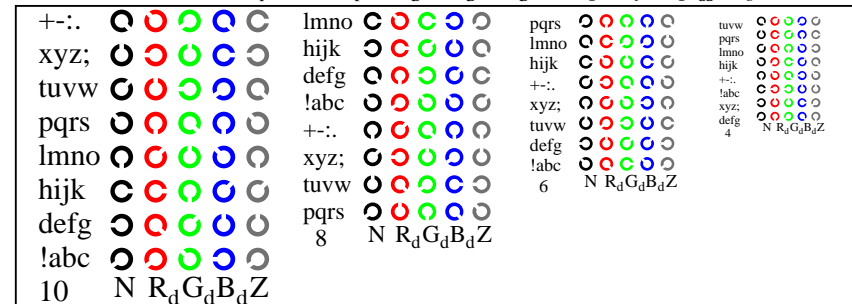 +-:.
xyz;
tuvw
pqrs
lmno
hijk
defg
!abc
10 N RdGdBdZ
lmno
hijk
defg
!abc
+-:.
xyz;
tuvw
pqrs
8 N RdGdBdZ
pqrs
lmno
hijk
+-:.
xyz;
tuvw
defg
!abc
6 N RdGdBdZ
tuvw
pqrs
lmno
hijk
+-:.
!abc
xyz;
defg
4 N RdGdBdZ